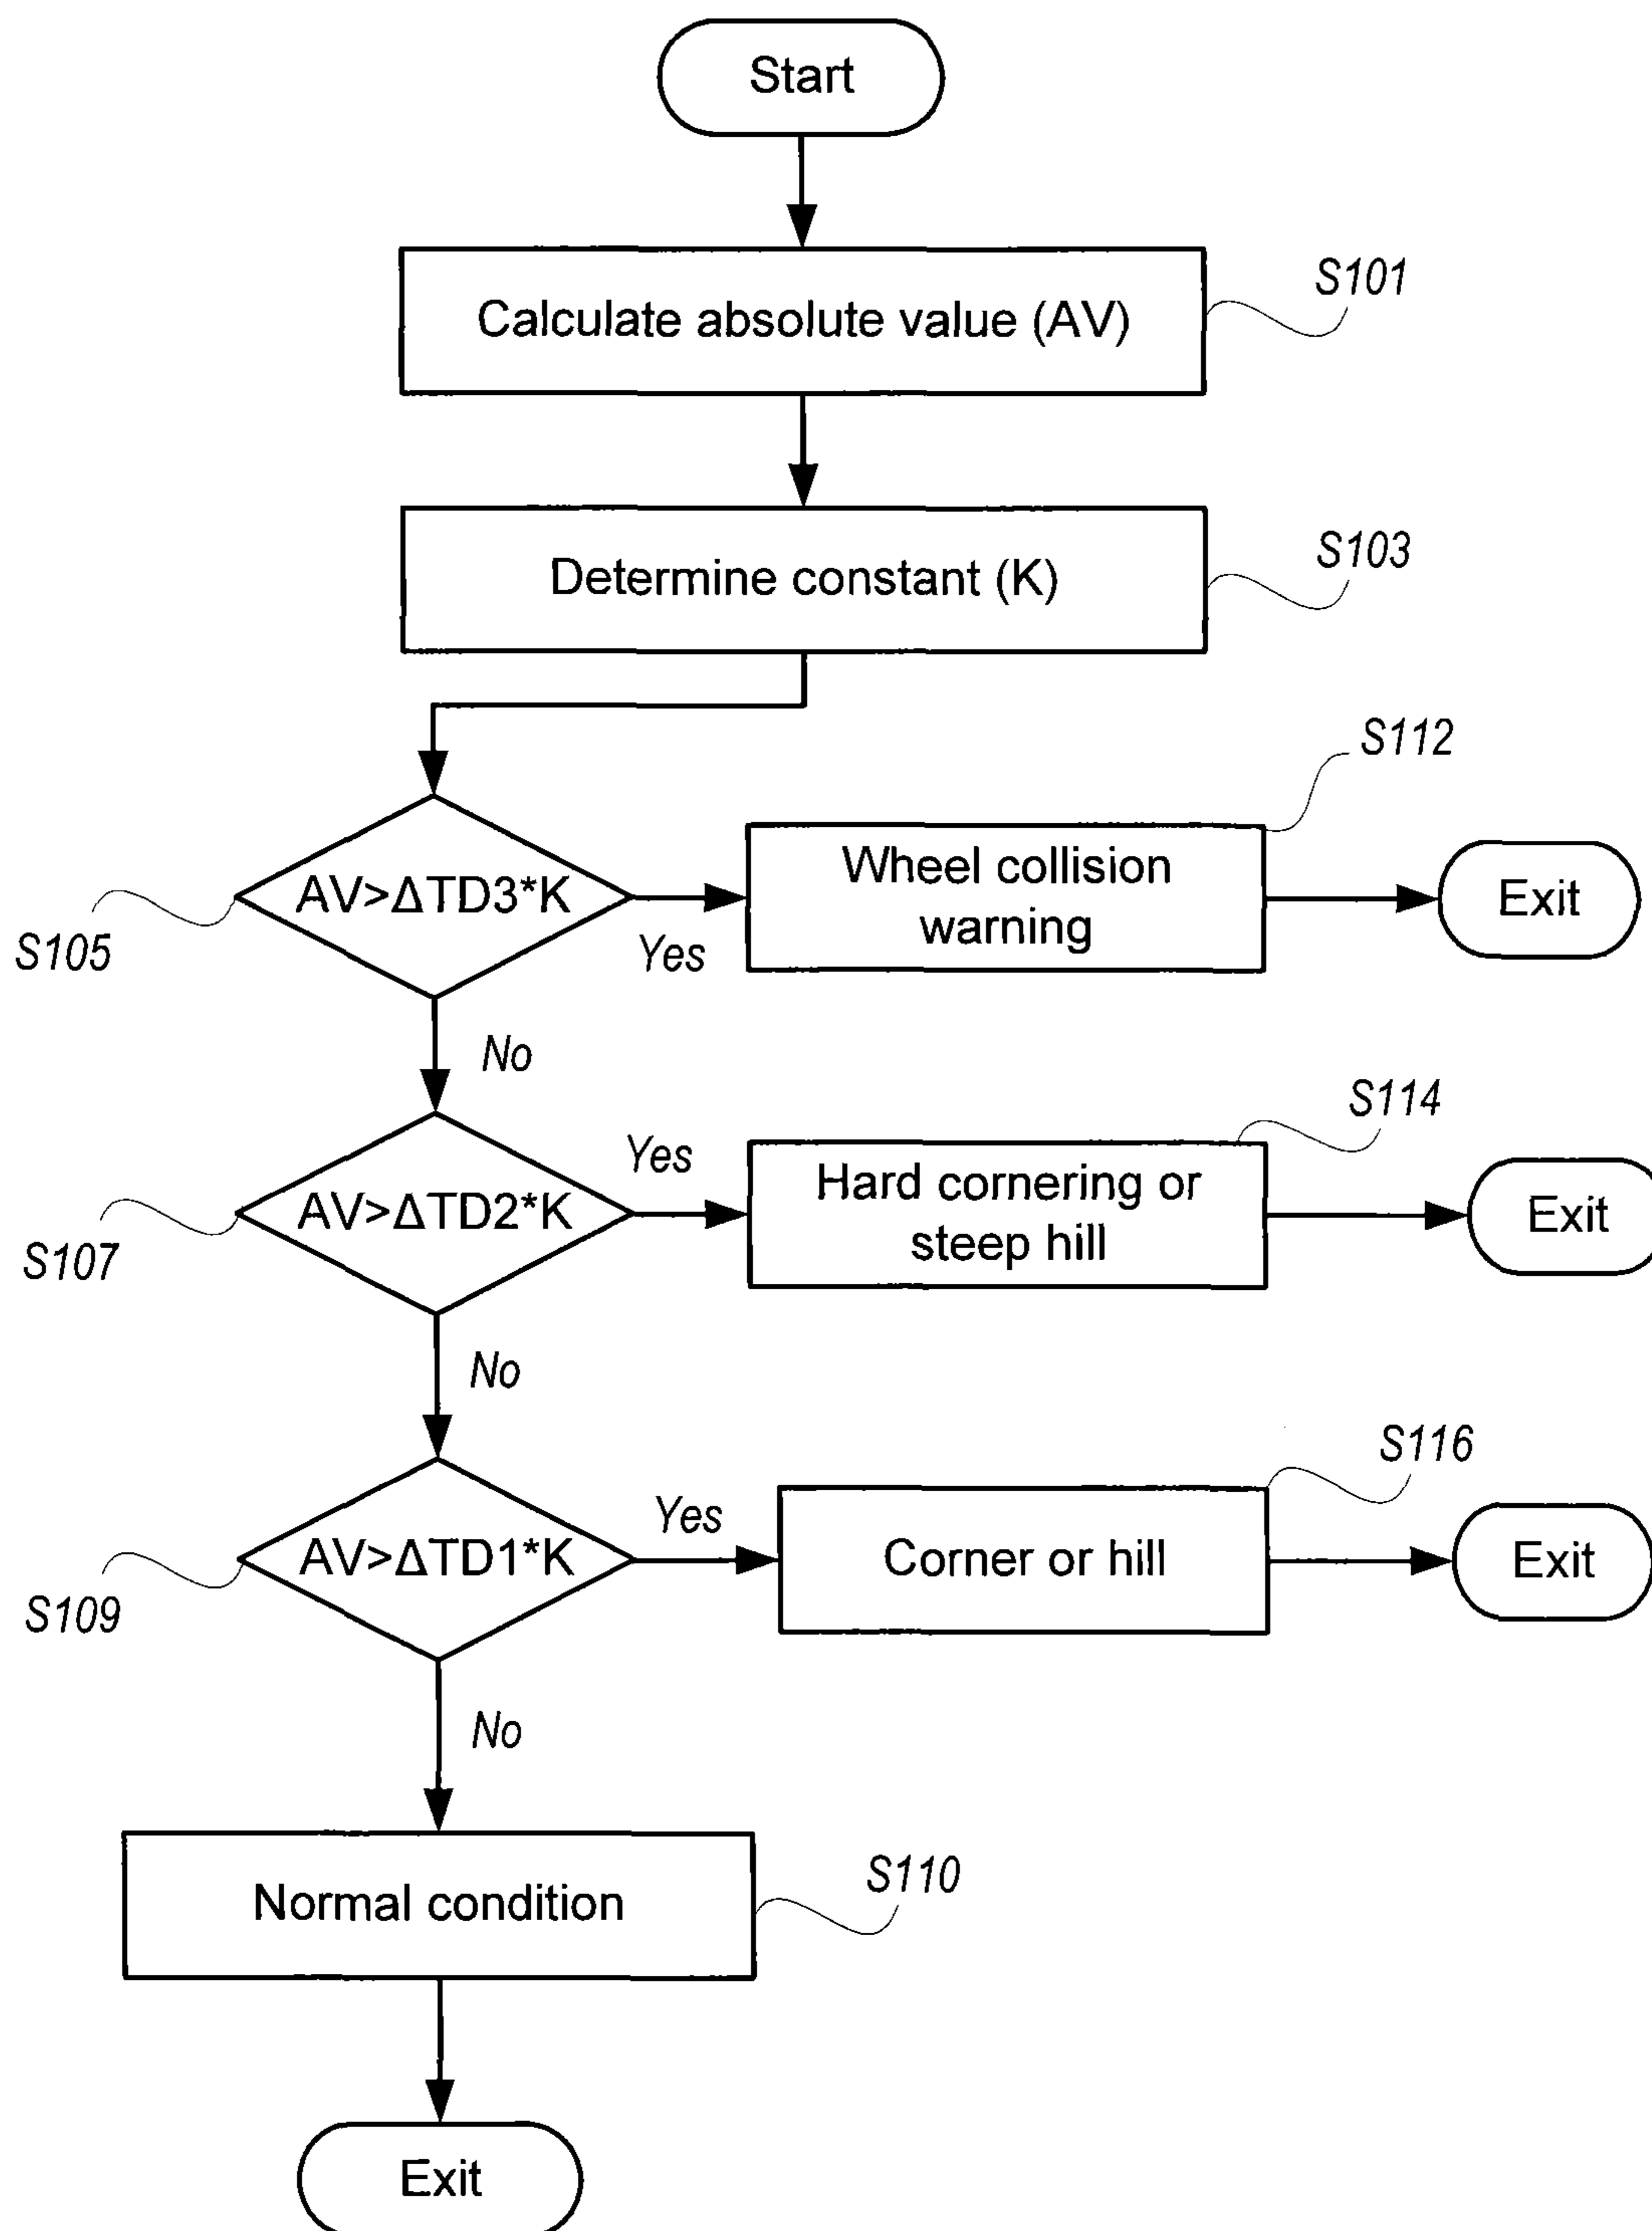 Start
Calculate absolute value (AV)
S101
Determine constant (K)
S103
AV>ΔTD3*K
S105
Yes
Wheel collision
warning
S112
Exit
No
AV>ΔTD2*K
S107
Yes
Hard cornering or
steep hill
S114
Exit
No
AV>ΔTD1*K
S109
Yes
Corner or hill
S116
Exit
No
Normal condition
S110
Exit